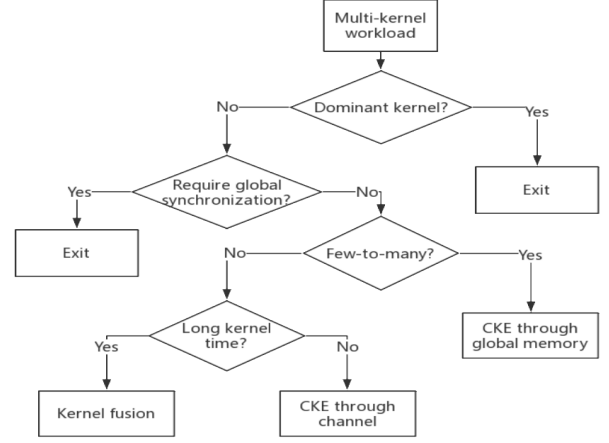 Multi-kernel
workload
Dominant kernel?
No
Yes
Require global
synchronization?
Exit
Yes
No
Exit
Few-to-many?
No
Yes
Long kernel
time?
CKE through
global memory
Yes
No
Kernel fusion
CKE through
channel